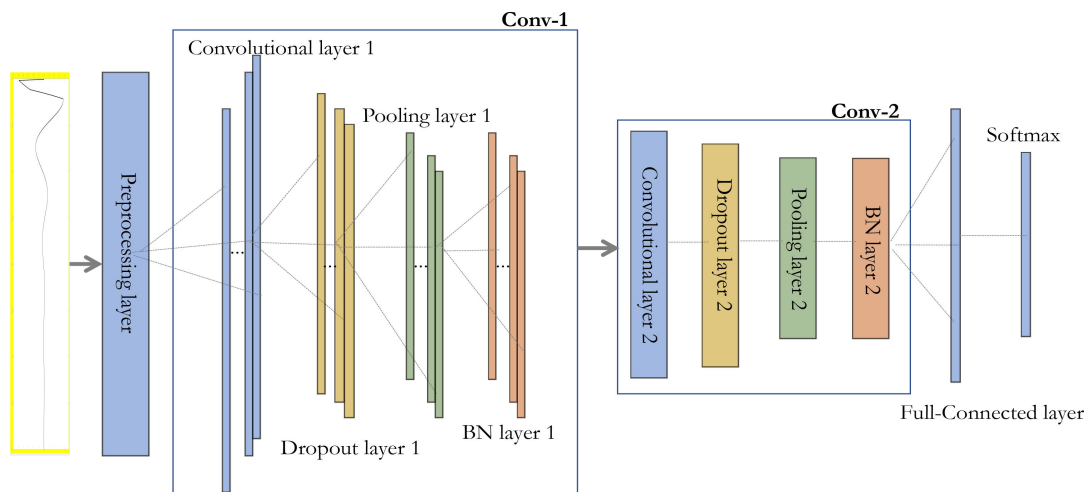 Conv-1
Convolutional layer 1
Preprocessing layer
Pooling layer 1
Dropout layer 1
BN layer 1
Conv-2
Convolutional layer 2
Dropout layer 2
Pooling layer 2
BN layer 2
Softmax
Full-Connected layer
...
...
...
...